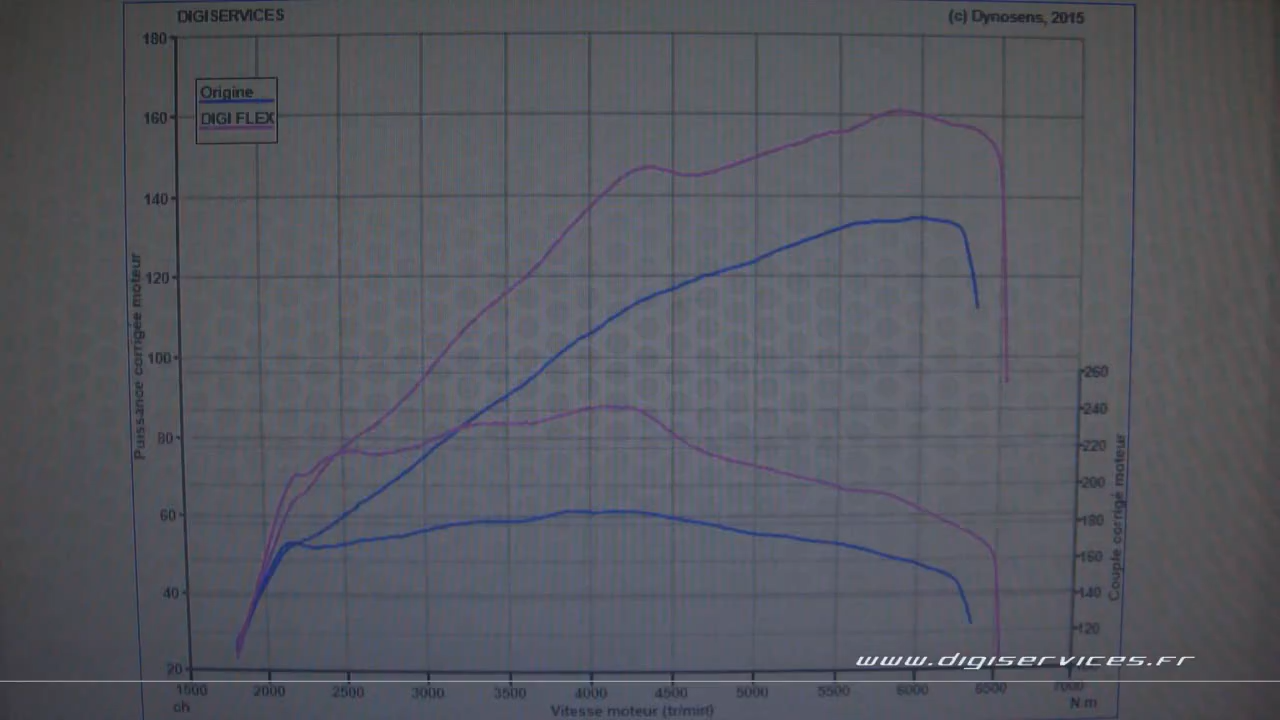 DIGISERVICES
(c) Dynosens, 2015
180
Origine
DIGI FLEX
160
140
120
100
80
60
40
20
Puissance corrigée moteur
260
240
220
200
180
160
140
120
Couple corrigé moteur
www.digiservices.fr
1500 2000 2500 3000 3500 4000 4500 5000 5500 6000 6500 7000
ch
Vitesse moteur (tr/min)
N·m